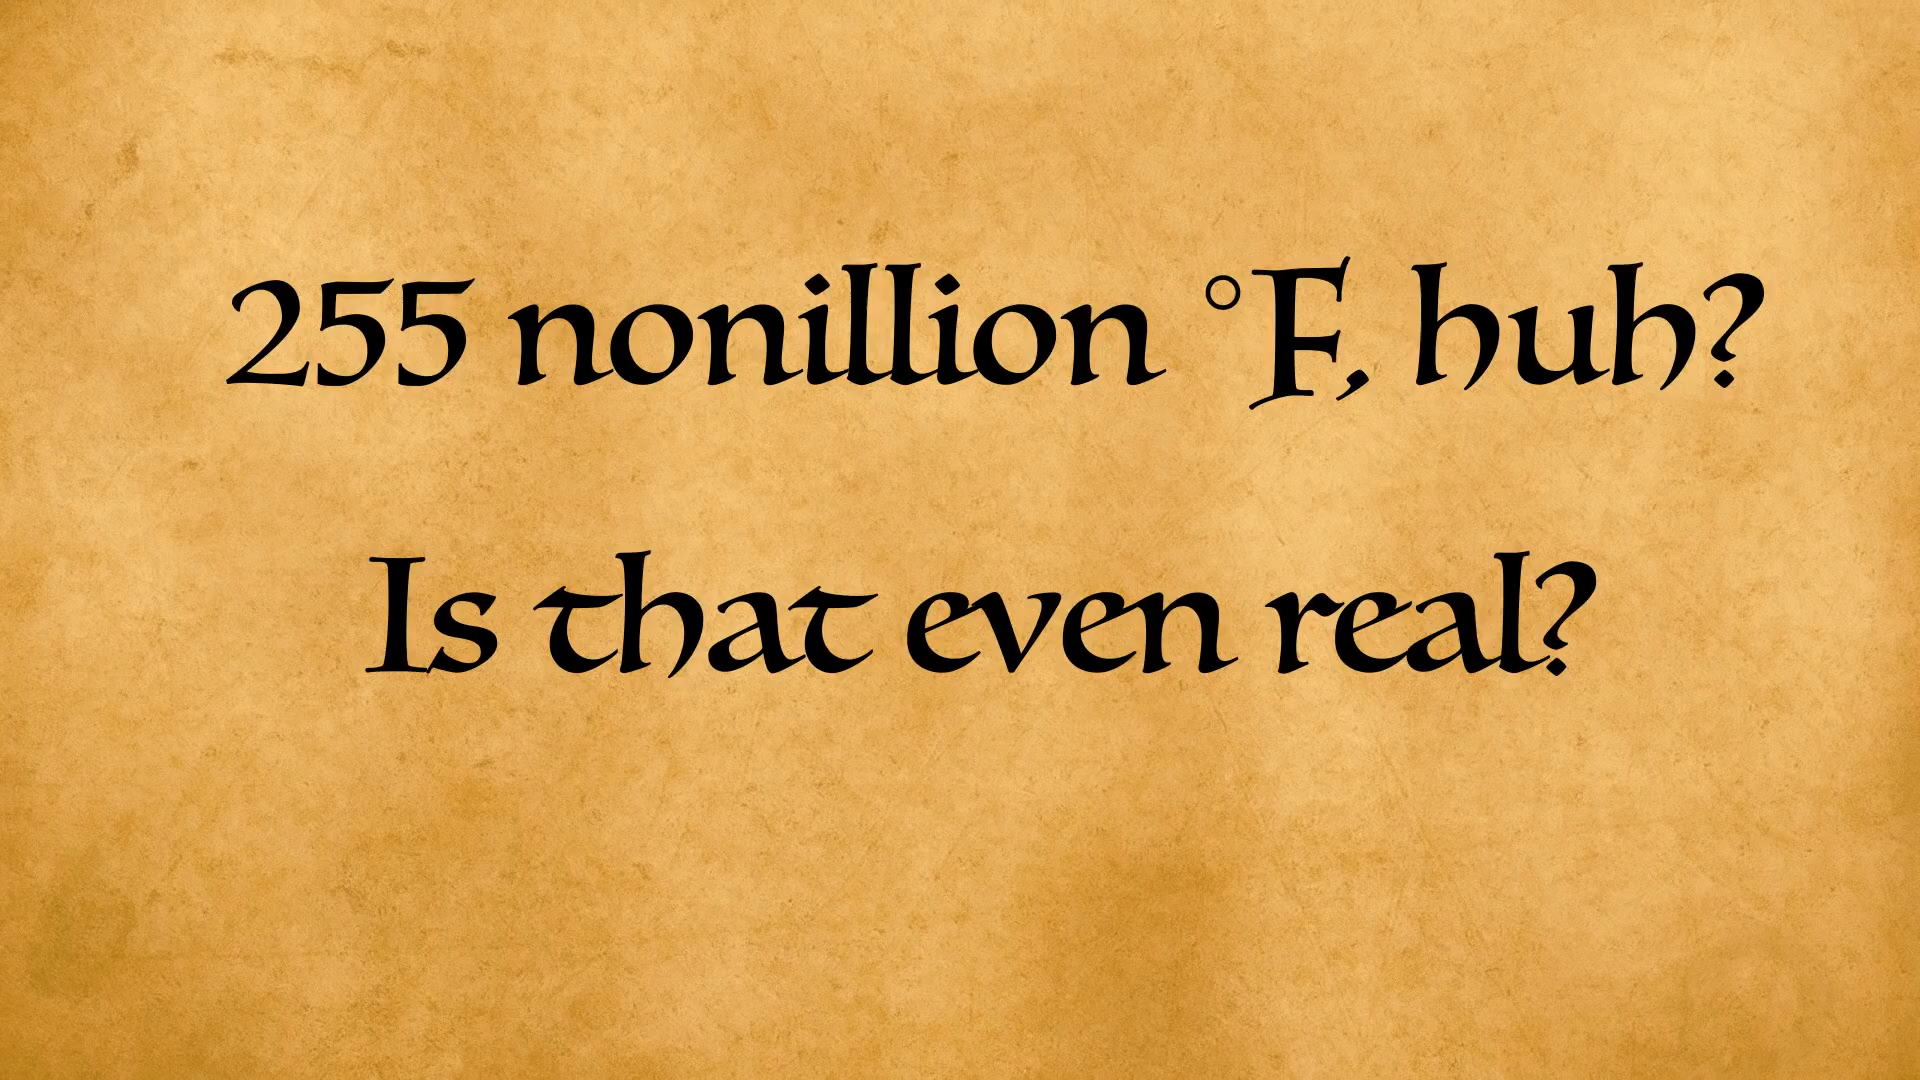 255 nonillion °F, huh?
Is that even real?